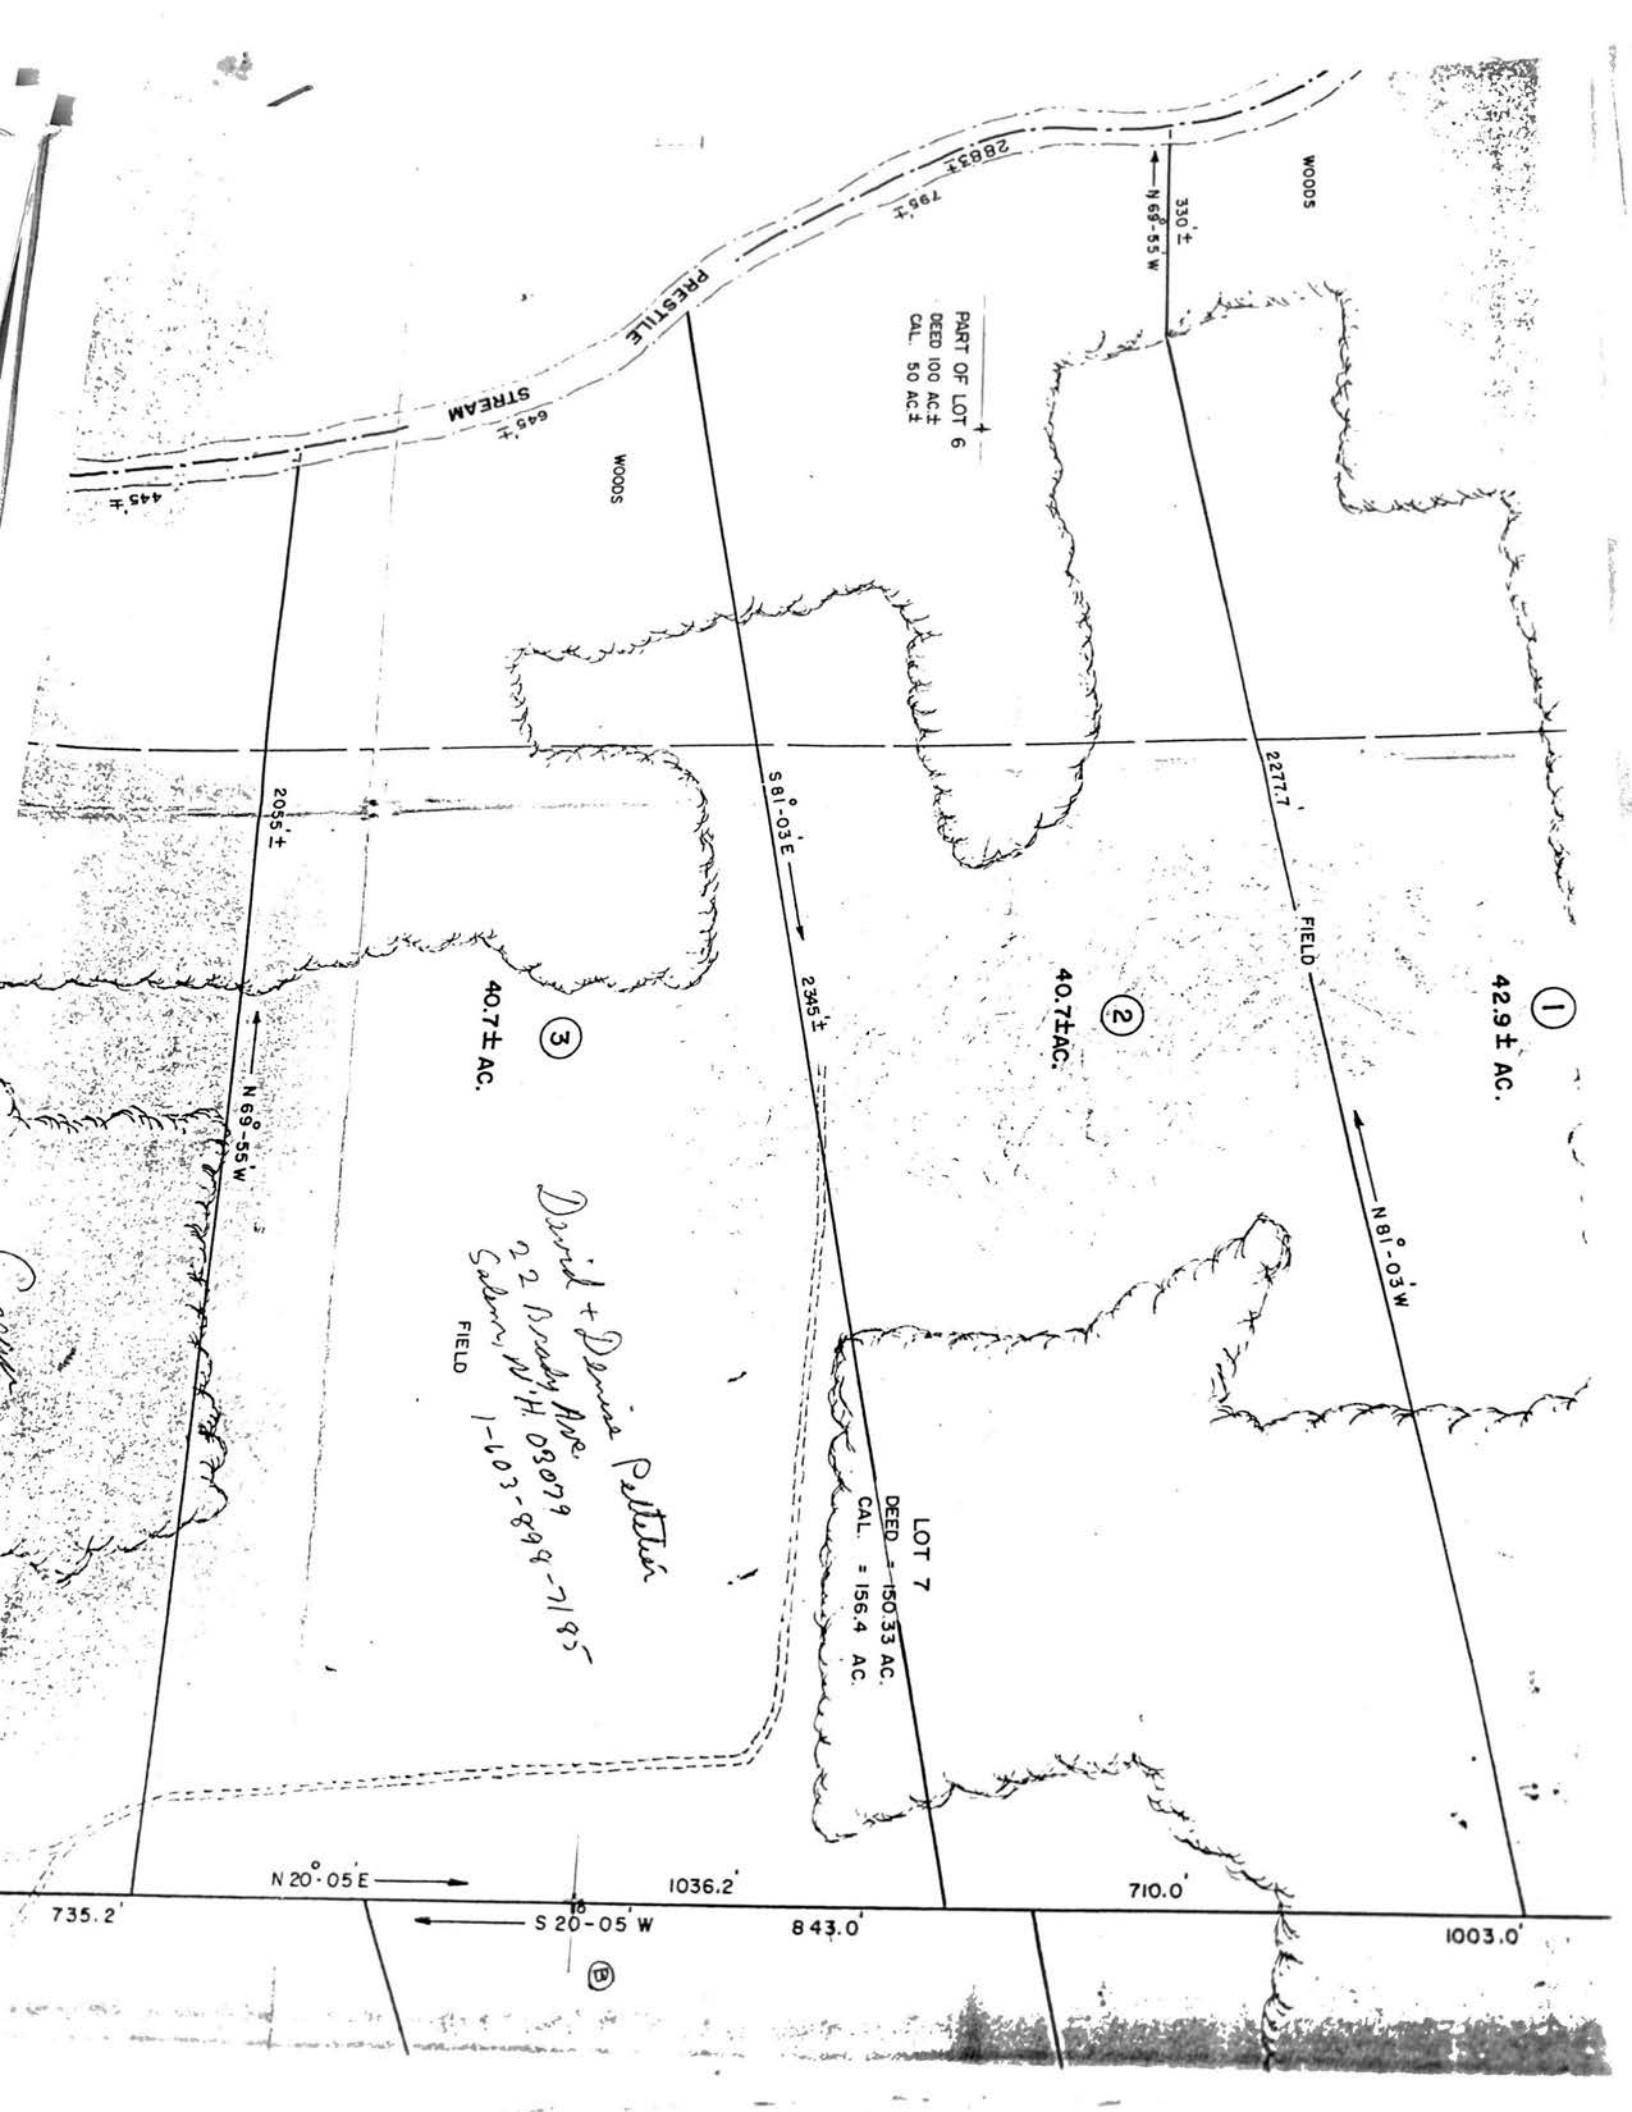 WOODS
330'±
N 69°-55'W
2883'±
795'±
PRESTILE
STREAM
645'±
445'±
WOODS
PART OF LOT 6
DEED 100 AC.±
CAL. 50 AC.±
2277.7'
FIELD
N 81°-03'W
1
42.9± AC.
2
40.7± AC.
S 81°-03'E
2345'±
3
40.7± AC.
2055'±
N 69°-55'W
David + Denise Pelletier
22 Brady Ave.
Salem, N.H. 03079
1-603-898-7185
FIELD
LOT 7
DEED = 150.33 AC.
CAL. = 156.4 AC.
N 20°-05'E
1036.2'
710.0'
735.2'
S 20-05'W
843.0'
1003.0'
B